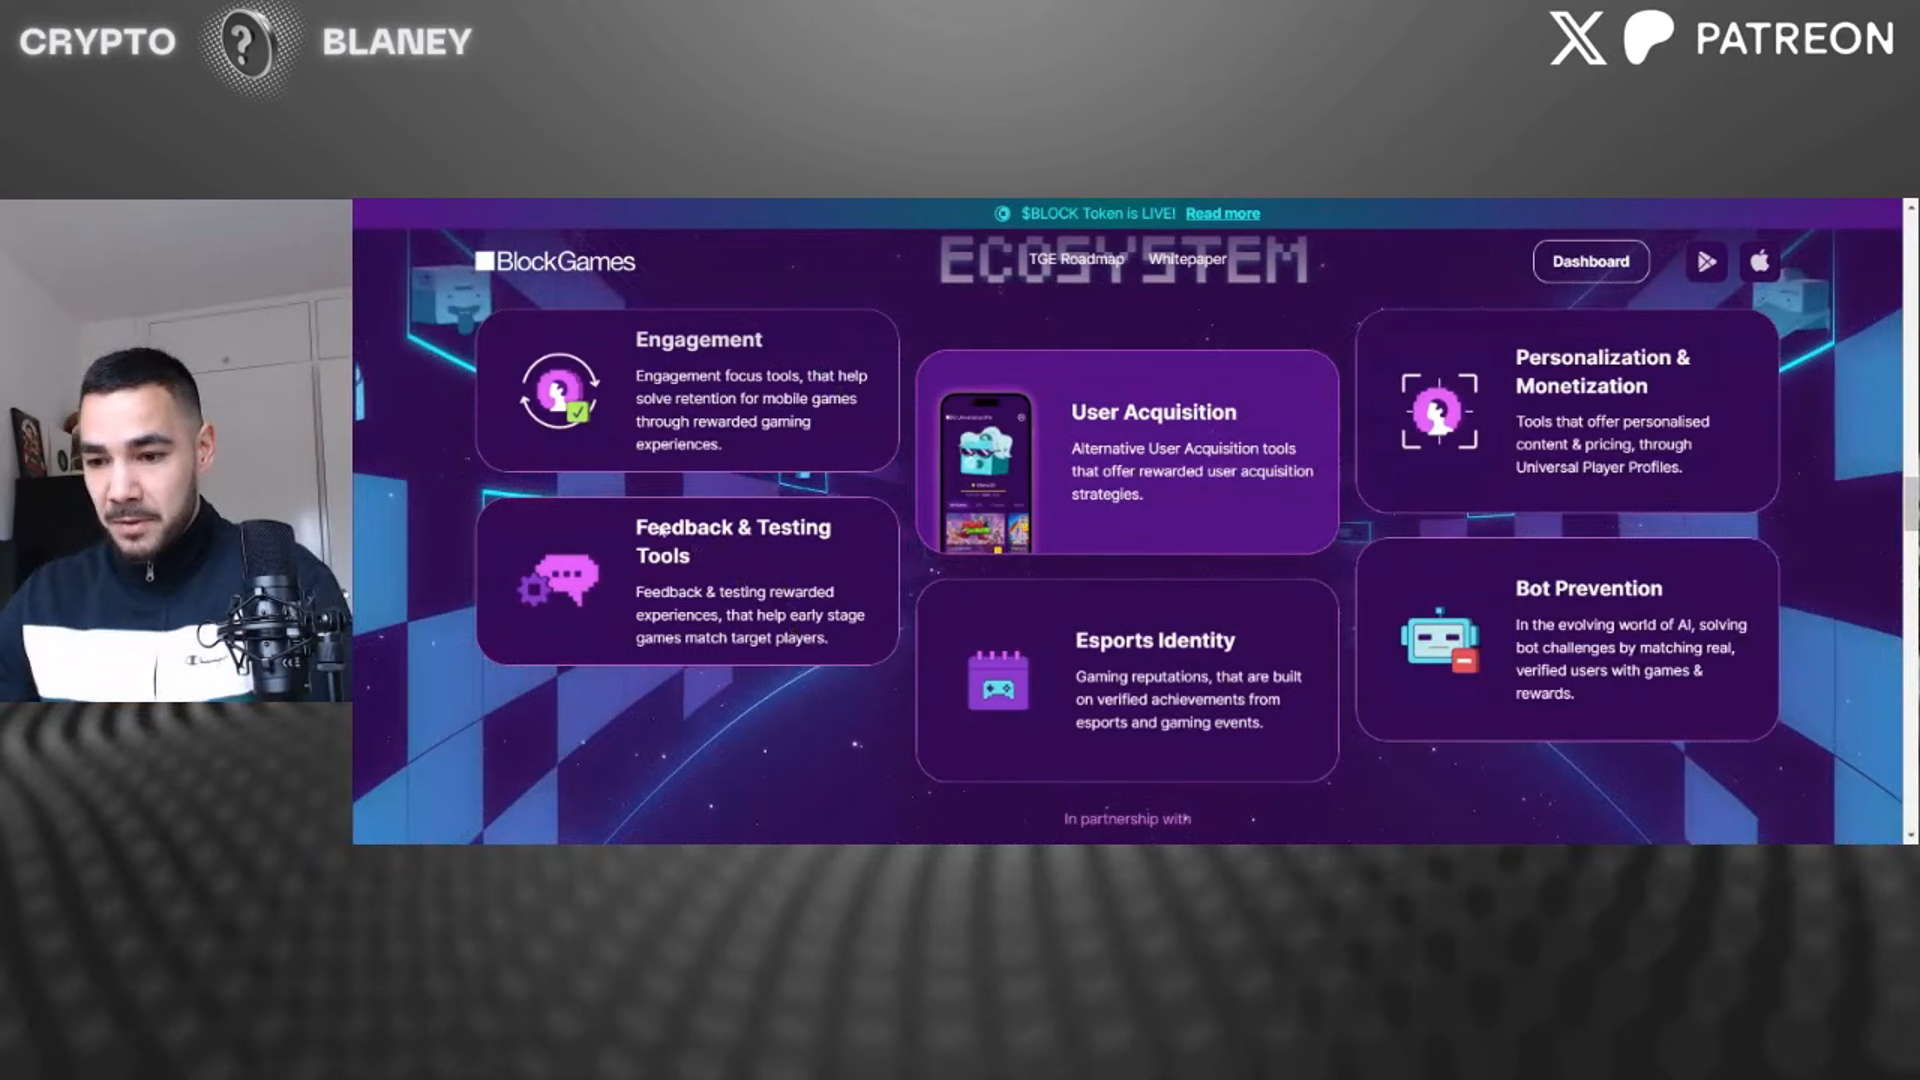 CRYPTO ? BLANEY
PATREON
$BLOCK Token is LIVE! Read more
BlockGames
ECOSYSTEM
TGE Roadmap
Whitepaper
Dashboard
Engagement
Engagement focus tools, that help
solve retention for mobile games
through rewarded gaming
experiences.
Feedback & Testing
Tools
Feedback & testing rewarded
experiences, that help early stage
games match target players.
User Acquisition
Alternative User Acquisition tools
that offer rewarded user acquisition
strategies.
Esports Identity
Gaming reputations, that are built
on verified achievements from
esports and gaming events.
Personalization &
Monetization
Tools that offer personalised
content & pricing, through
Universal Player Profiles.
Bot Prevention
In the evolving world of AI, solving
bot challenges by matching real,
verified users with games &
rewards.
In partnership with